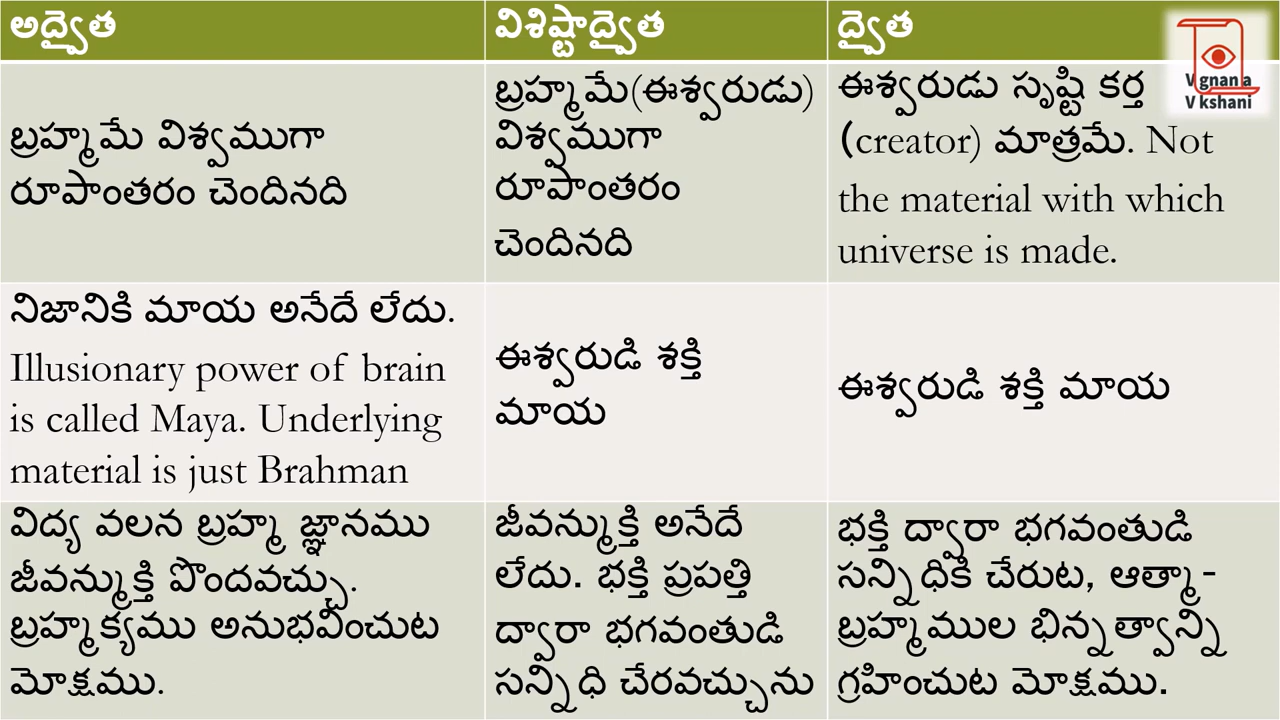 అద్వైత
విశిష్టాద్వైత
ద్వైత
Vignana
Vikshani
బ్రహ్మమే విశ్వముగా
రూపాంతరం చెందినది
బ్రహ్మమే(ఈశ్వరుడు)
విశ్వముగా
రూపాంతరం
చెందినది
ఈశ్వరుడు సృష్టి కర్త
(creator) మాత్రమే. Not
the material with which
universe is made.
నిజానికి మాయ అనేదే లేదు.
Illusionary power of brain
is called Maya. Underlying
material is just Brahman
ఈశ్వరుడి శక్తి
మాయ
ఈశ్వరుడి శక్తి మాయ
విద్య వలన బ్రహ్మ జ్ఞానము
జీవన్ముక్తి పొందవచ్చు.
బ్రహ్మక్యము అనుభవించుట
మోక్షము.
జీవన్ముక్తి అనేదే
లేదు. భక్తి ప్రపత్తి
ద్వారా భగవంతుడి
సన్నిధి చేరవచ్చును
భక్తి ద్వారా భగవంతుడి
సన్నిధికి చేరుట, ఆత్మా-
బ్రహ్మముల భిన్నత్వాన్ని
గ్రహించుట మోక్షము.